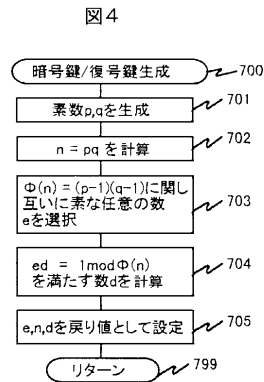 図4
暗号鍵/復号鍵生成
700
素数p,qを生成
701
n = pq を計算
702
Φ(n) = (p-1)(q-1)に関し
互いに素な任意の数
eを選択
703
ed = 1modΦ(n)
を満たす数dを計算
704
e,n,dを戻り値として設定
705
リターン
799